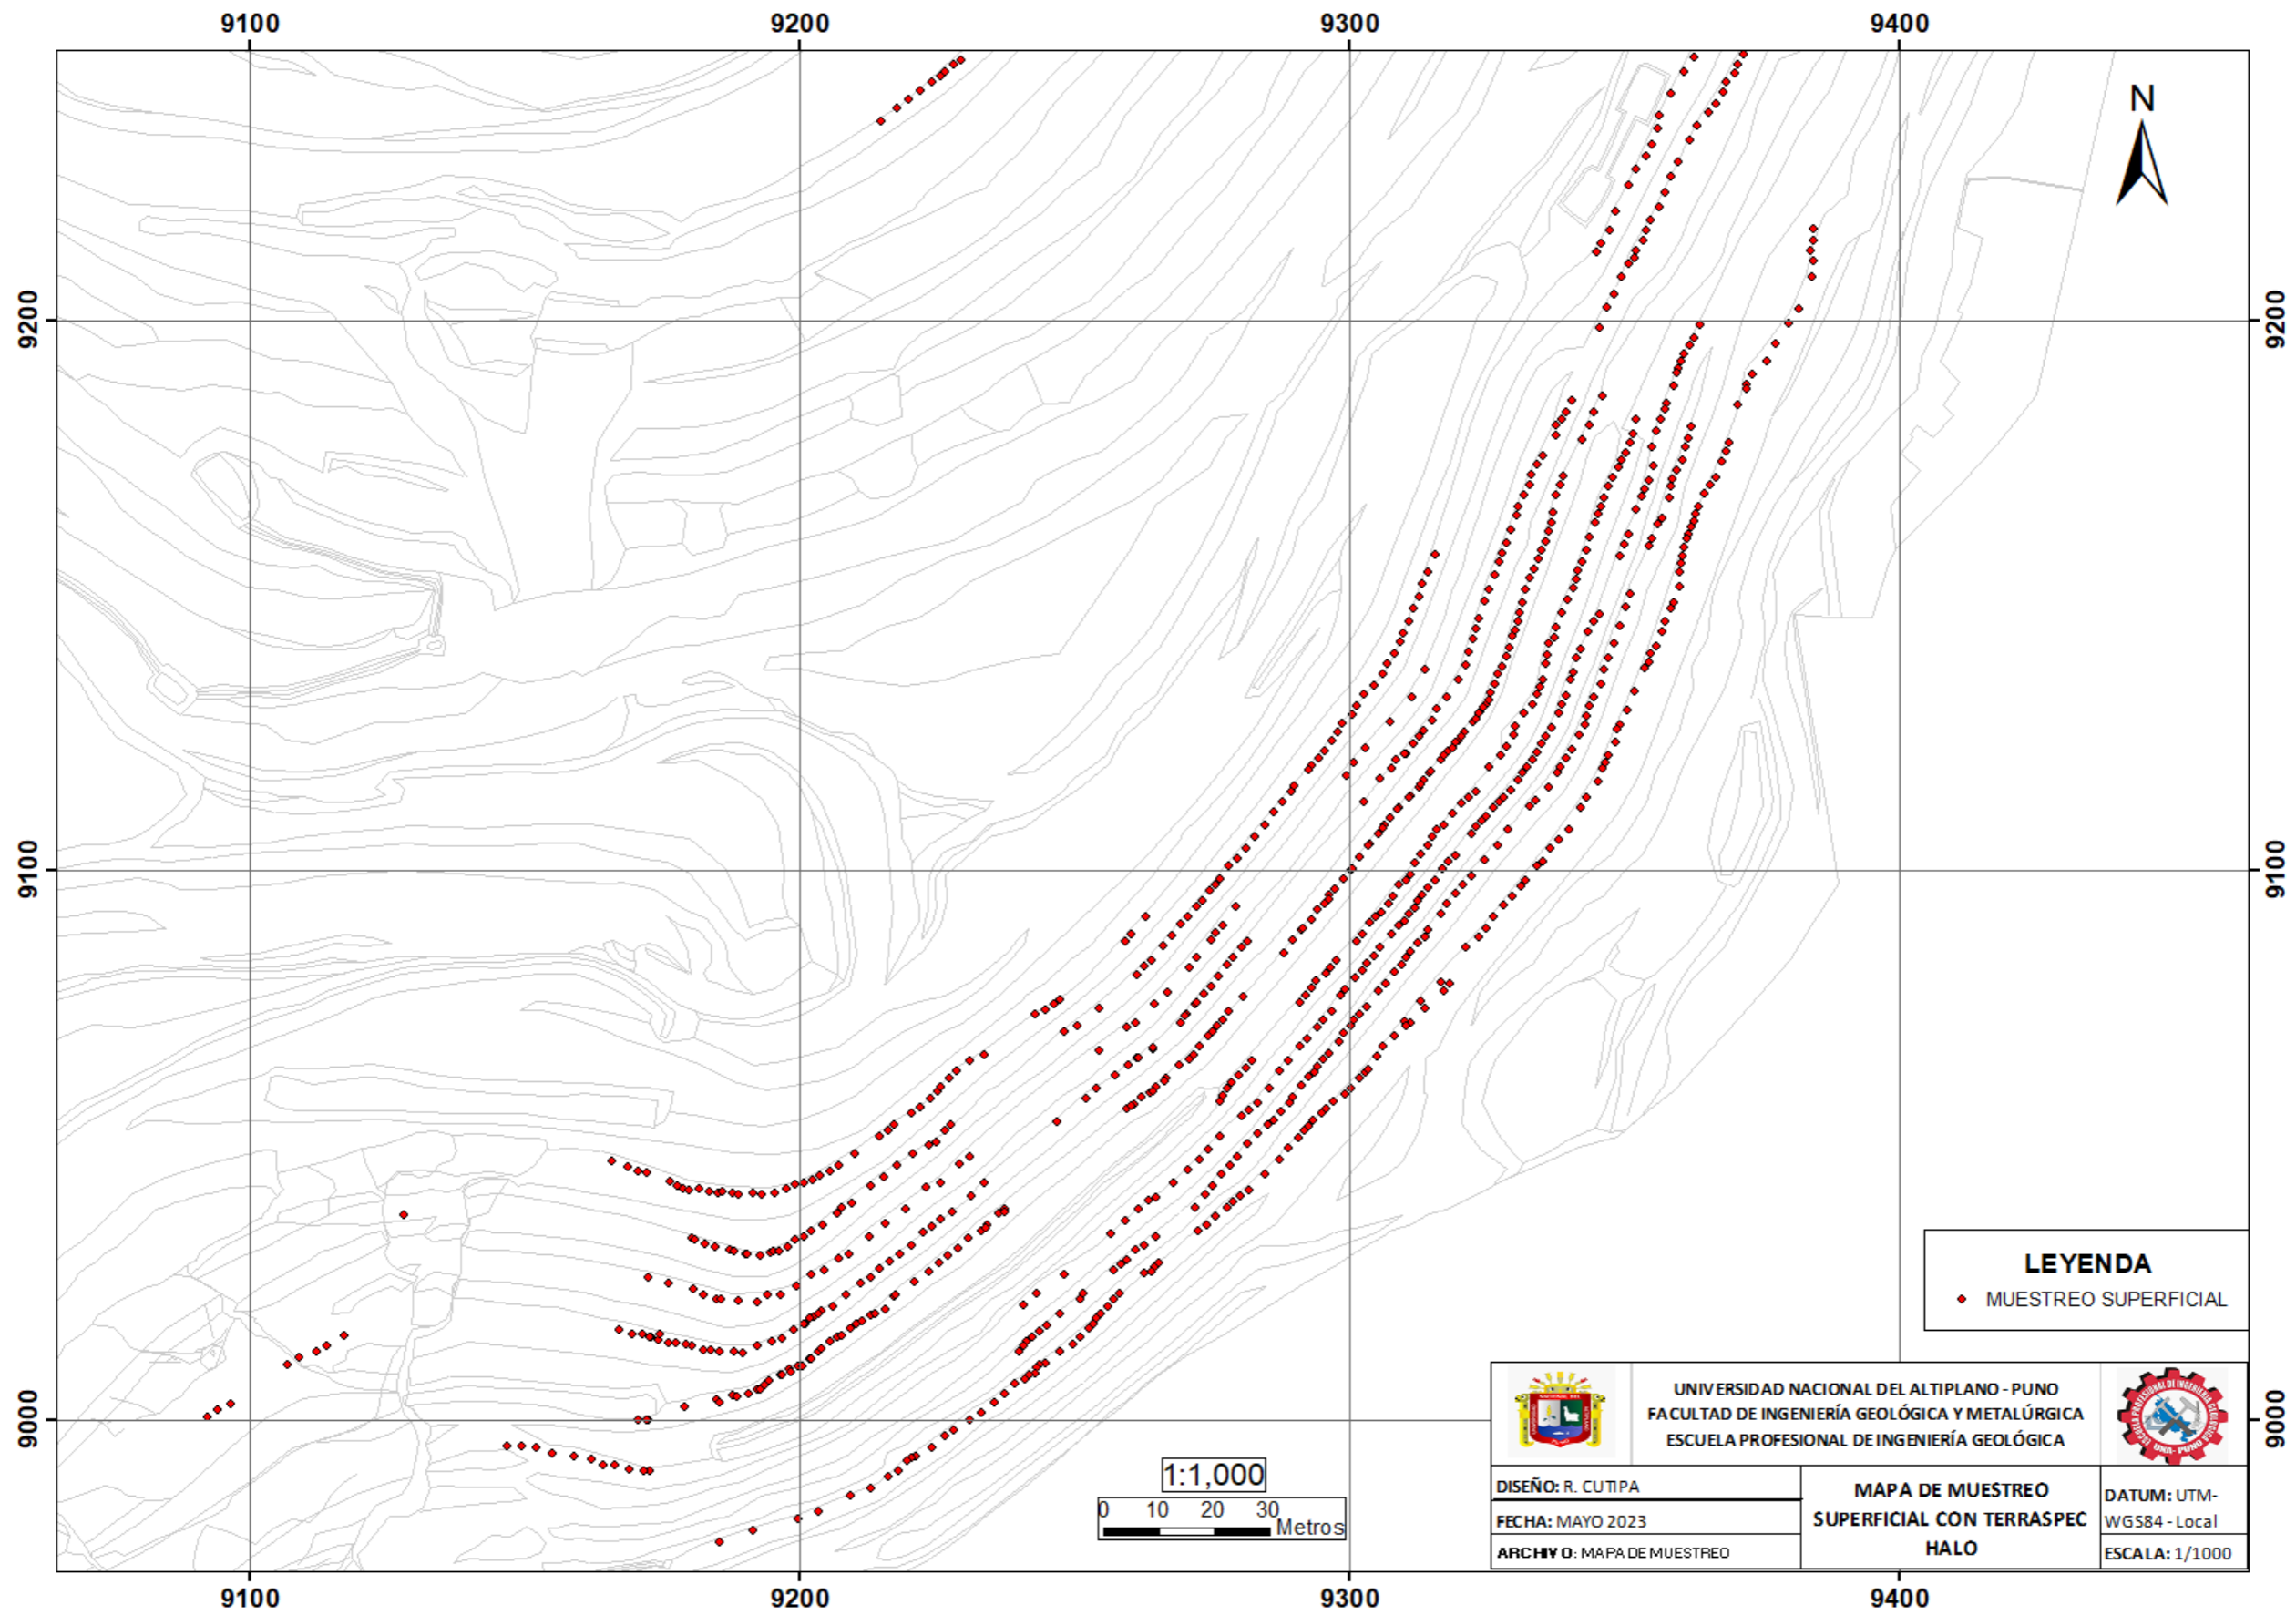 9100 9200 9300 9400
N
9200 9200
9100 9100
LEYENDA
MUESTREO SUPERFICIAL
9000 9000
UNIVERSIDAD NACIONAL DEL ALTIPLANO - PUNO
FACULTAD DE INGENIERÍA GEOLÓGICA Y METALÚRGICA
ESCUELA PROFESIONAL DE INGENIERÍA GEOLÓGICA
1:1,000
0 10 20 30
Metros
DISEÑO: R. CUTIPA
FECHA: MAYO 2023
ARCHIVO: MAPA DE MUESTREO
MAPA DE MUESTREO
SUPERFICIAL CON TERRASPEC
HALO
DATUM: UTM-
WGS84 - Local
ESCALA: 1/1000
UNA - PUNO
9100 9200 9300 9400